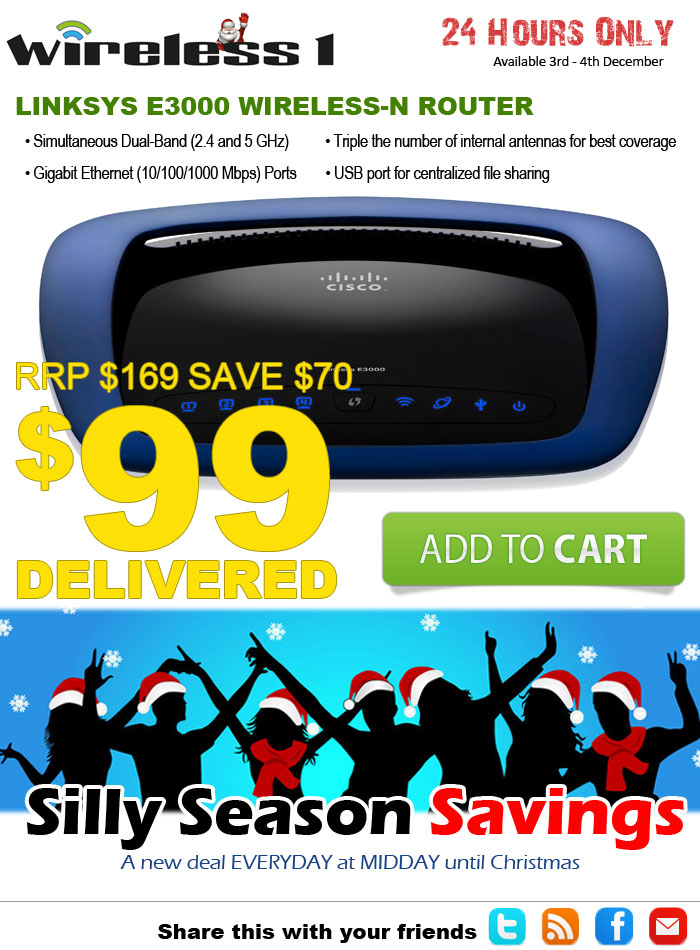 wireless 1
24 HOURS ONLY
Available 3rd - 4th December
LINKSYS E3000 WIRELESS-N ROUTER
• Simultaneous Dual-Band (2.4 and 5 GHz)
• Triple the number of internal antennas for best coverage
• Gigabit Ethernet (10/100/1000 Mbps) Ports
• USB port for centralized file sharing
CISCO
E3000
RRP $169 SAVE $70
$99
DELIVERED
ADD TO CART
Silly Season Savings
A new deal EVERYDAY at MIDDAY until Christmas
Share this with your friends